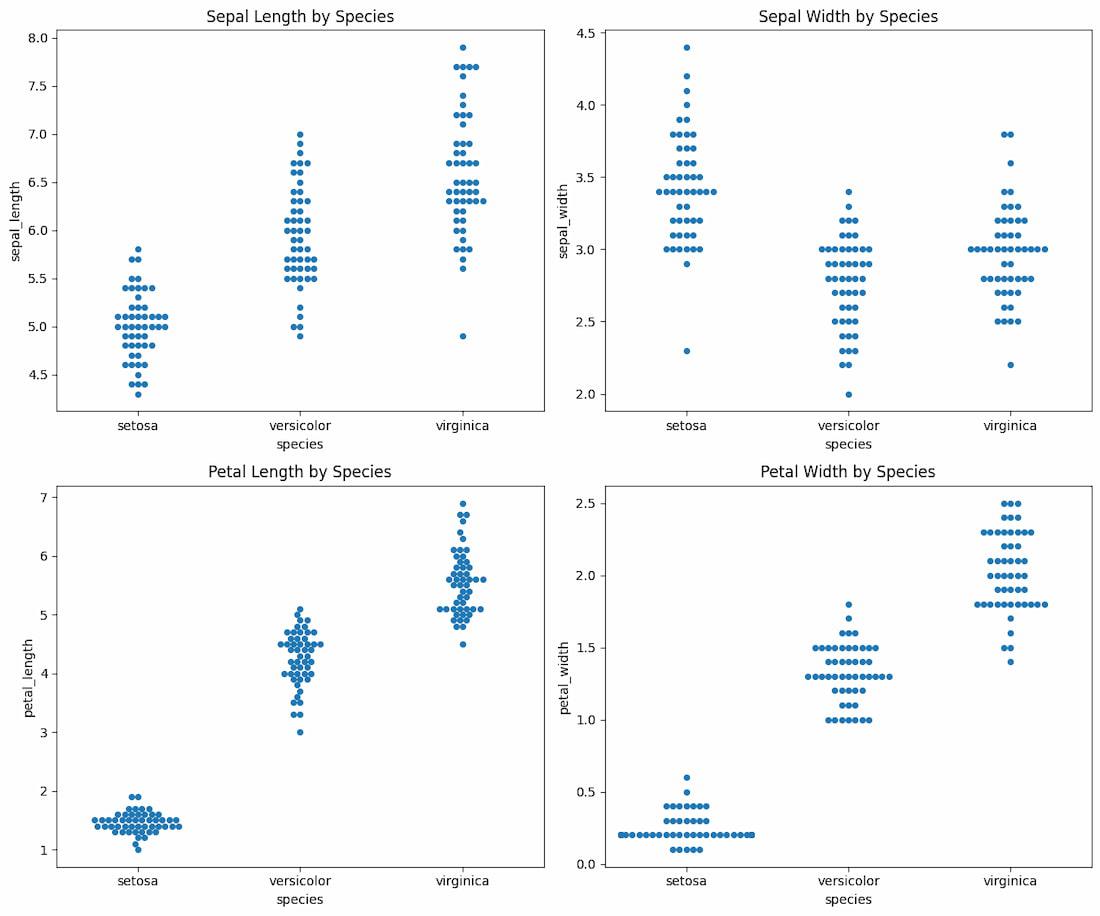 Sepal Length by Species
8.0
7.5
7.0
6.5
6.0
5.5
5.0
4.5
sepal_length
setosa versicolor virginica
species
Sepal Width by Species
4.5
4.0
3.5
3.0
2.5
2.0
sepal_width
setosa versicolor virginica
species
Petal Length by Species
7
6
5
4
3
2
1
petal_length
setosa versicolor virginica
species
Petal Width by Species
2.5
2.0
1.5
1.0
0.5
0.0
petal_width
setosa versicolor virginica
species